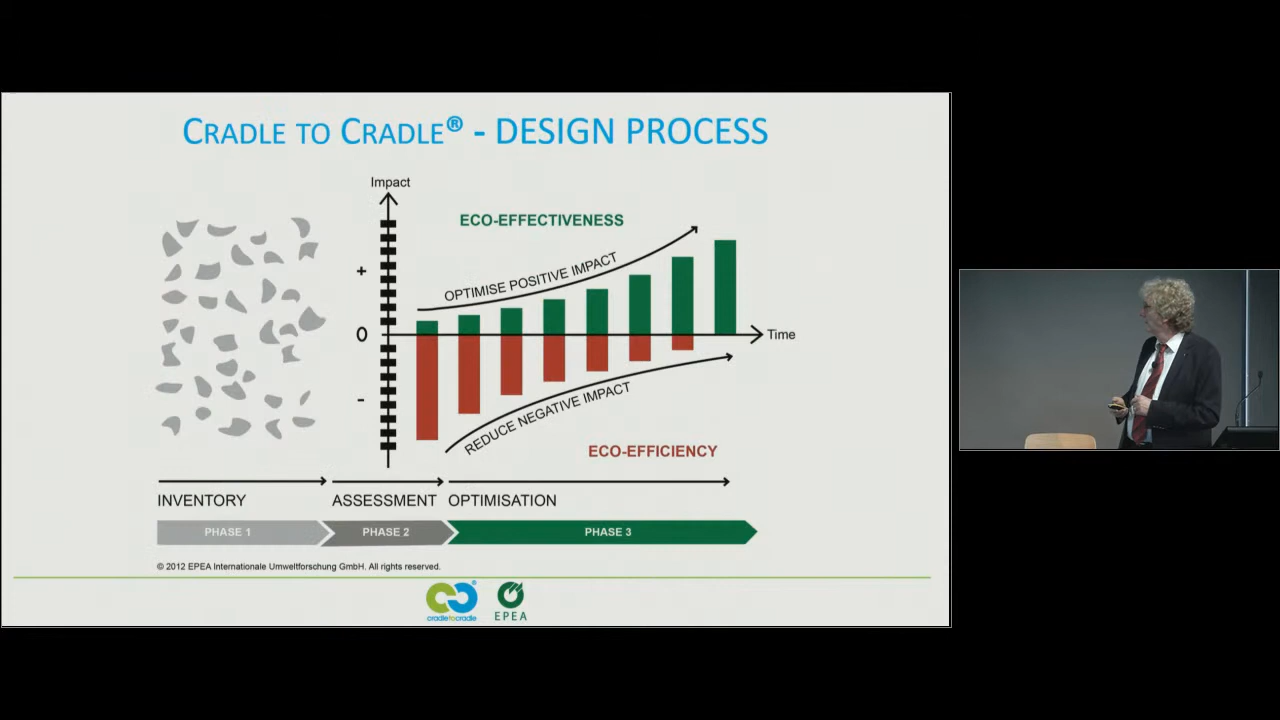 CRADLE TO CRADLE® - DESIGN PROCESS
Impact
ECO-EFFECTIVENESS
OPTIMISE POSITIVE IMPACT
+
0
Time
-
REDUCE NEGATIVE IMPACT
ECO-EFFICIENCY
INVENTORY ASSESSMENT OPTIMISATION
PHASE 1 PHASE 2 PHASE 3
© 2012 EPEA Internationale Umweltforschung GmbH. All rights reserved.
cradletocradle ® EPEA